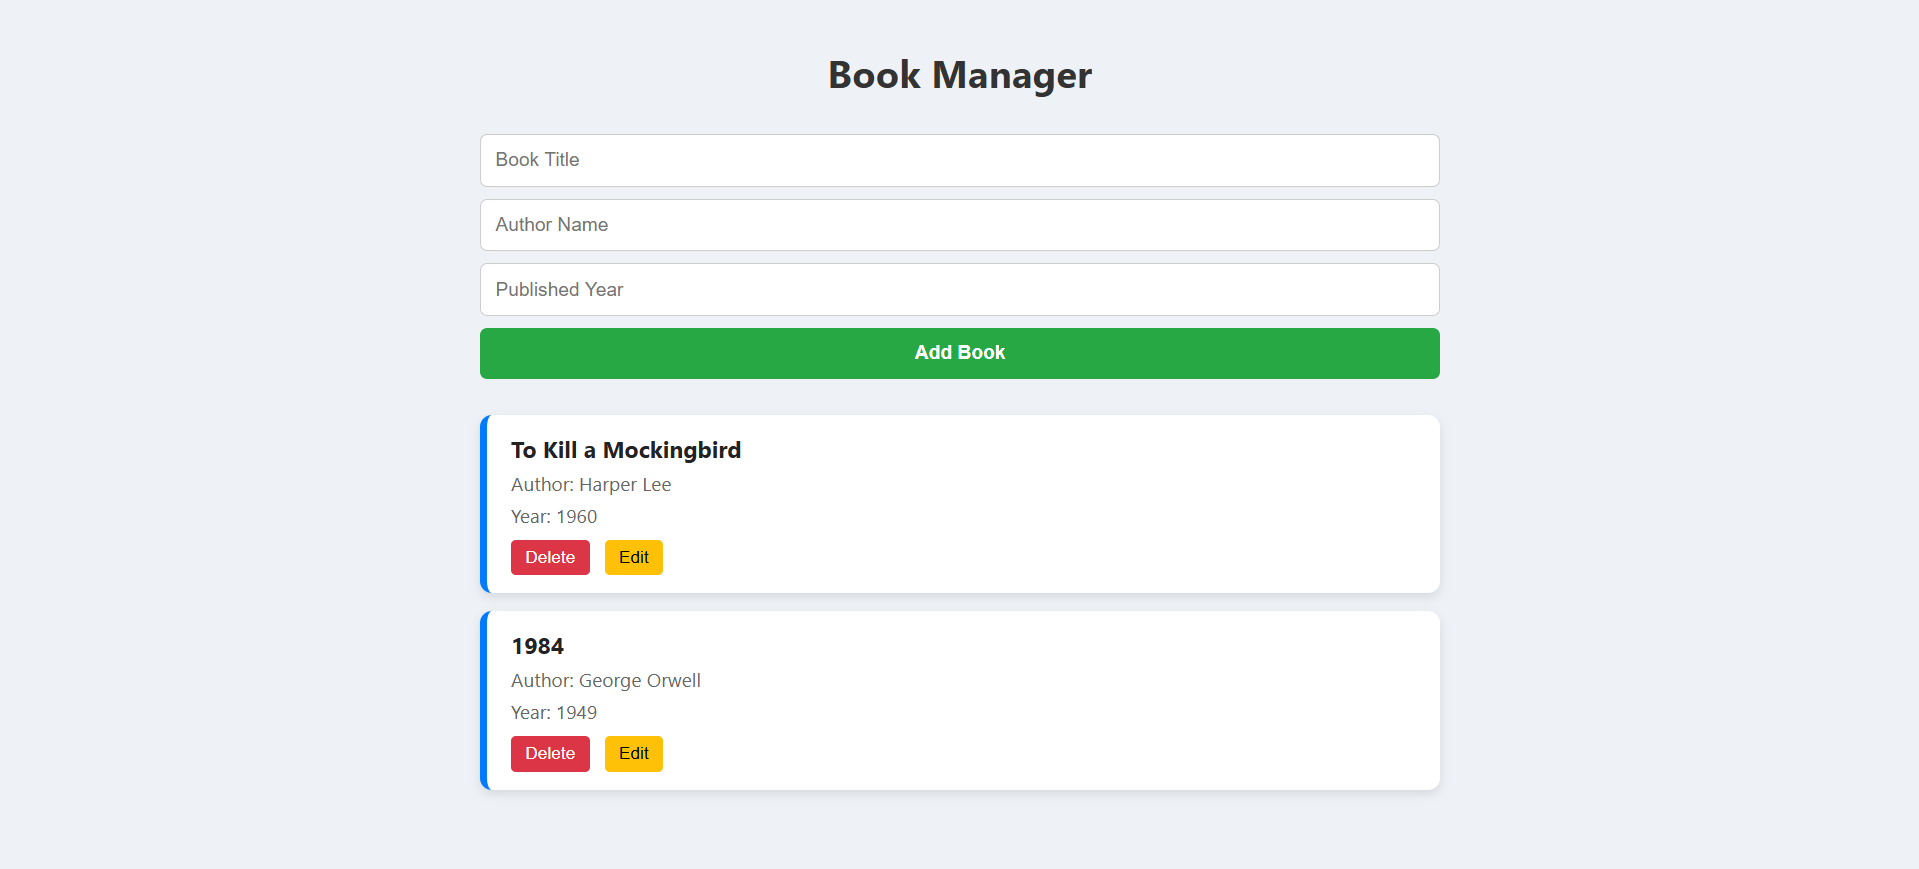 Book Manager
Book Title
Author Name
Published Year
Add Book
To Kill a Mockingbird
Author: Harper Lee
Year: 1960
Delete Edit
1984
Author: George Orwell
Year: 1949
Delete Edit